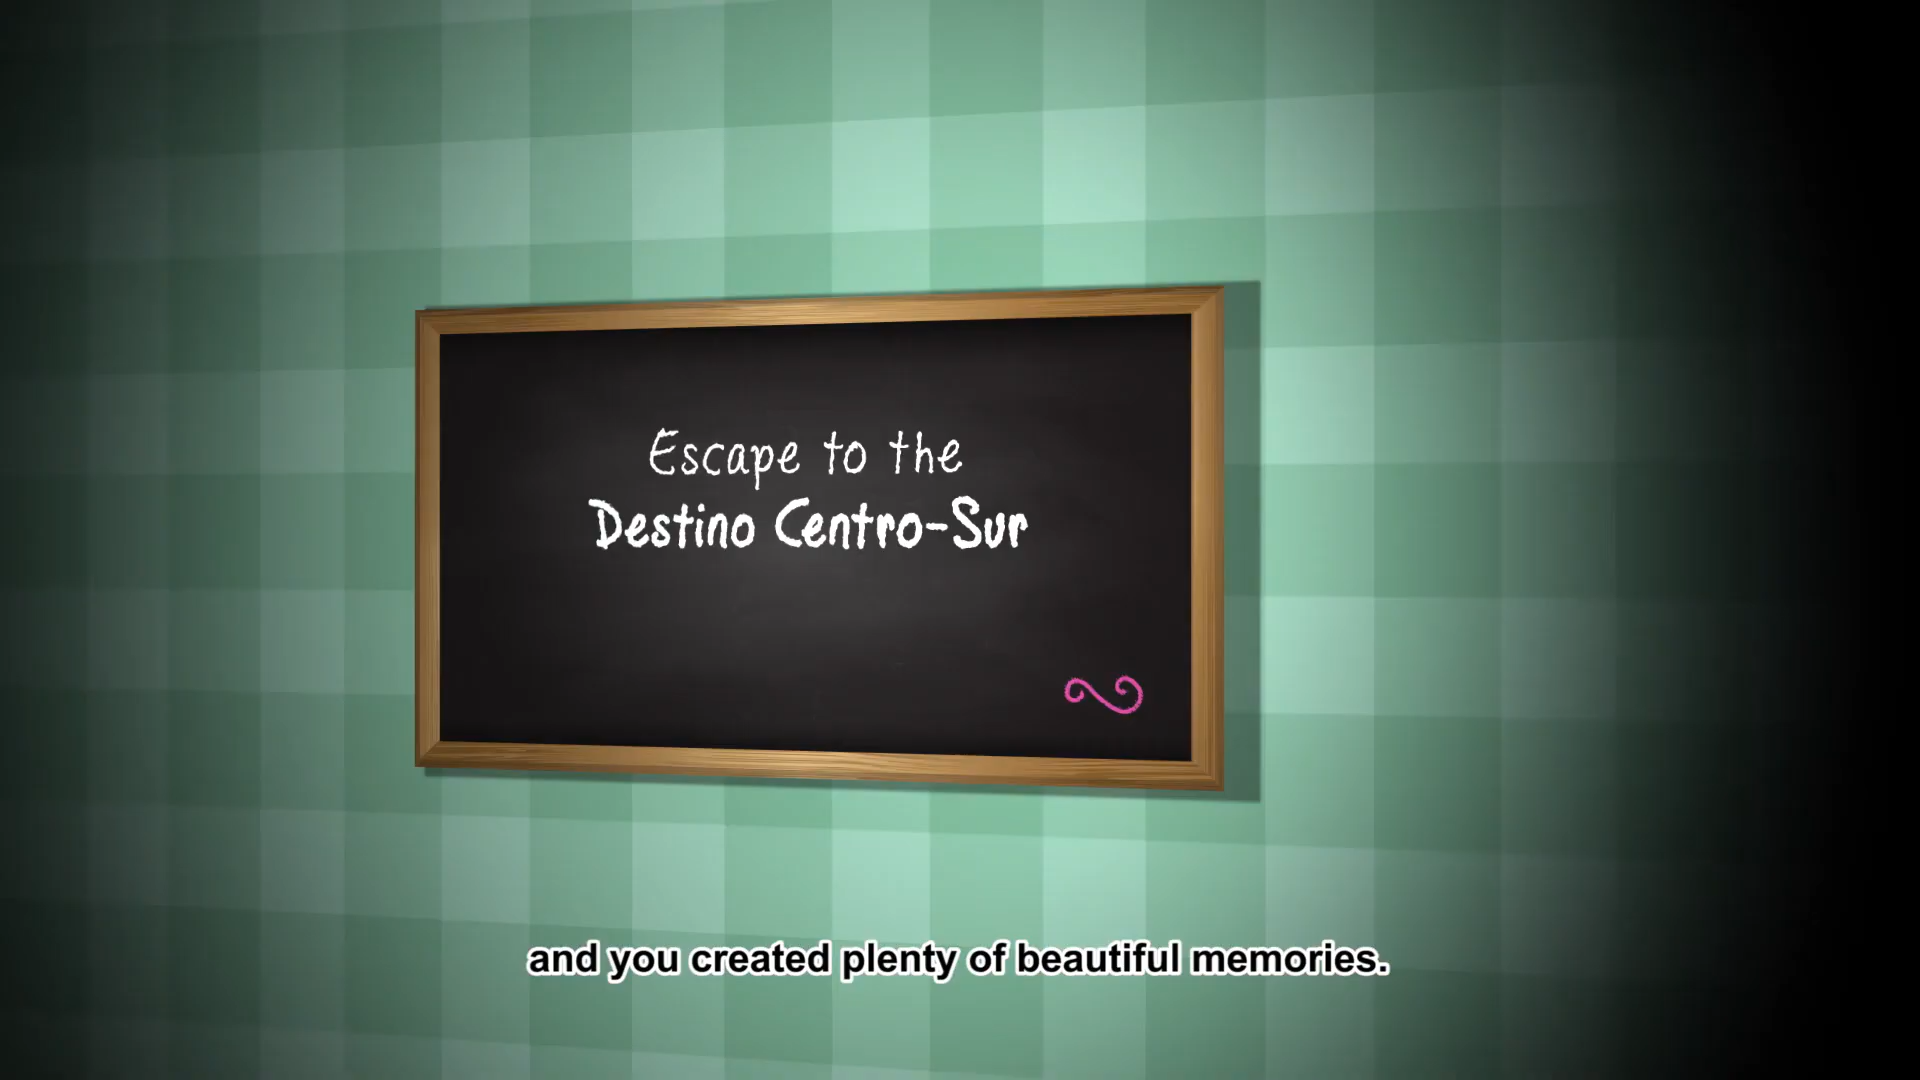 Escape to the
Destino Centro-Sur
and you created plenty of beautiful memories.